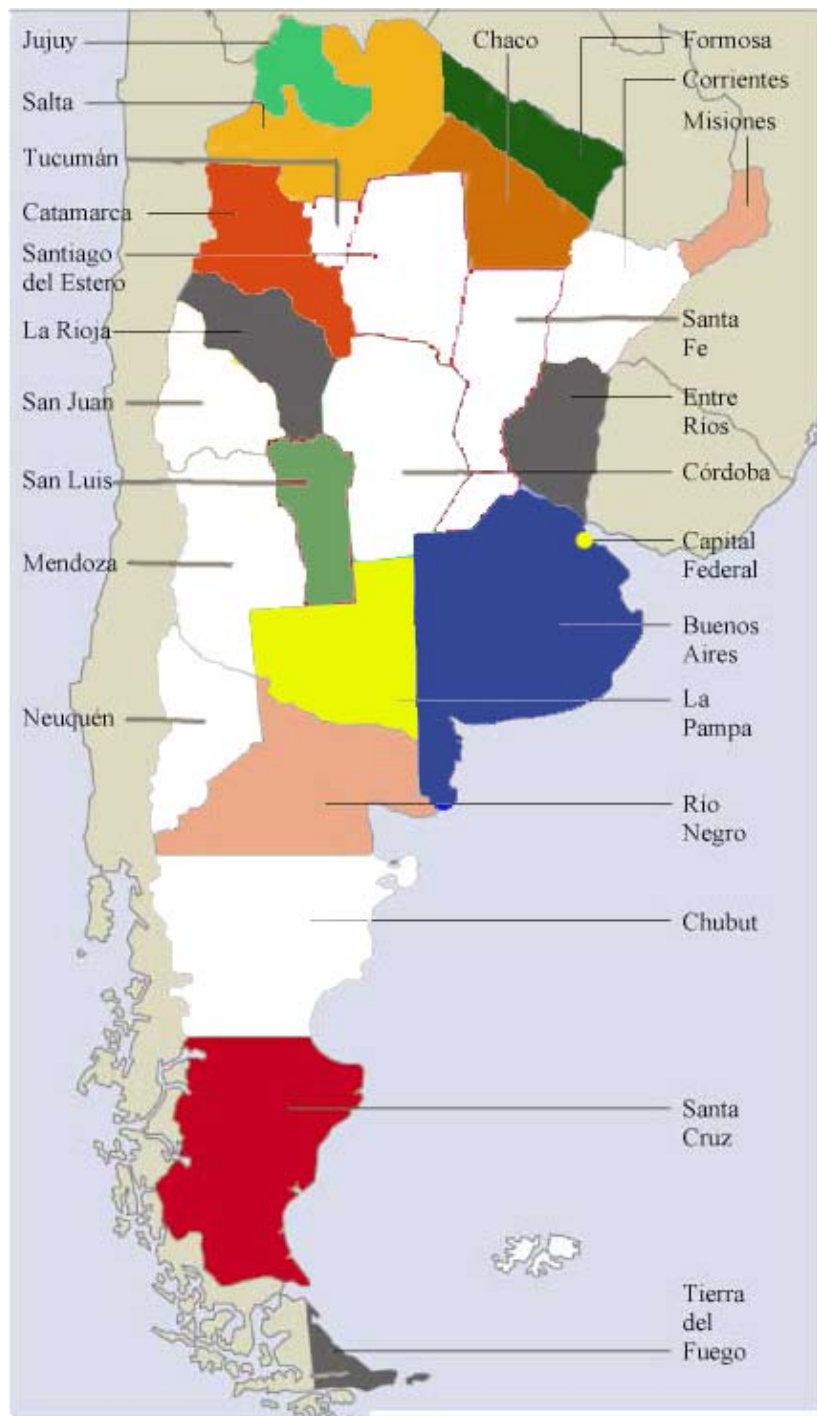 Jujuy
Salta
Tucumán
Catamarca
Santiago
del Estero
La Rioja
San Juan
San Luis
Mendoza
Neuquén
Chaco
Formosa
Corrientes
Misiones
Santa
Fe
Entre
Ríos
Córdoba
Capital
Federal
Buenos
Aires
La
Pampa
Río
Negro
Chubut
Santa
Cruz
Tierra
del
Fuego